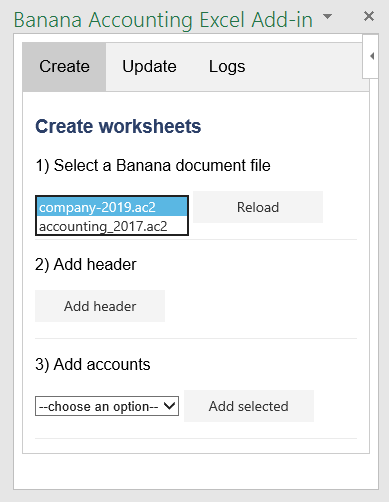 Banana Accounting Excel Add-in
Create Update Logs
Create worksheets
1) Select a Banana document file
company-2019.ac2 Reload
accounting_2017.ac2
2) Add header
Add header
3) Add accounts
--choose an option-- Add selected